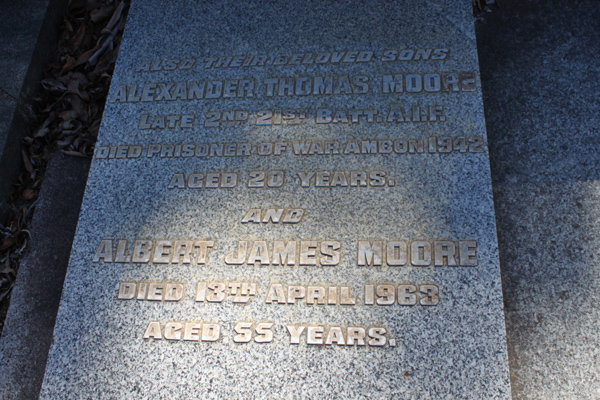 ALSO THEIR BELOVED SONS
ALEXANDER THOMAS MOORE
LATE 2ND 21ST BATT. A.I.F.
DIED PRISONER OF WAR AMBON 1942
AGED 20 YEARS.
AND
ALBERT JAMES MOORE
DIED 13TH APRIL 1963
AGED 55 YEARS.